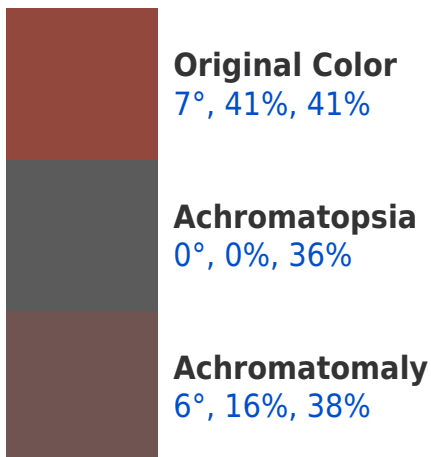 Original Color
7°, 41%, 41%
Achromatopsia
0°, 0%, 36%
Achromatomaly
6°, 16%, 38%